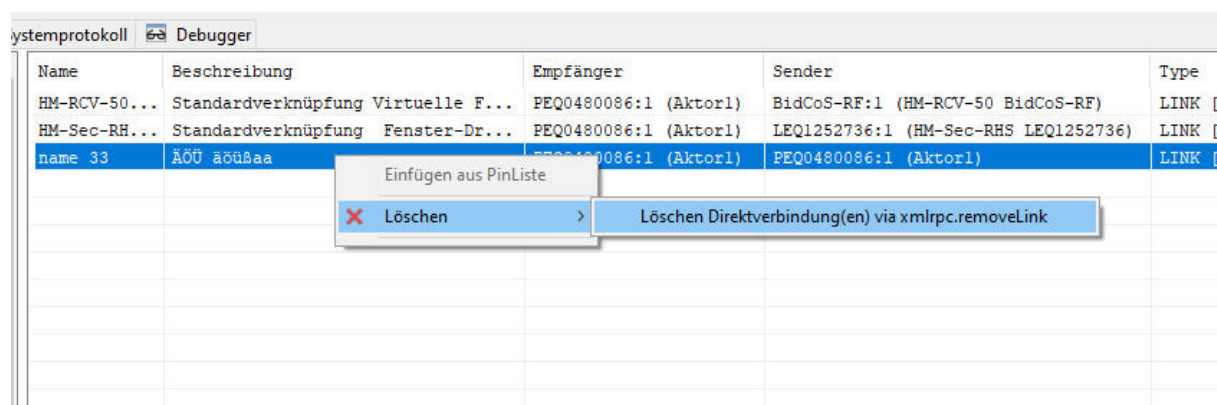 ystemprotokoll Debugger
Name Beschreibung Empfänger Sender Type
HM-RCV-50... Standardverknüpfung Virtuelle F... PEQ0480086:1 (Aktor1) BidCoS-RF:1 (HM-RCV-50 BidCoS-RF) LINK [
HM-Sec-RH... Standardverknüpfung Fenster-Dr... PEQ0480086:1 (Aktor1) LEQ1252736:1 (HM-Sec-RHS LEQ1252736) LINK [
name 33 ÄÖÜ äöüßaa PEQ0480086:1 (Aktor1) PEQ0480086:1 (Aktor1) LINK [
Einfügen aus PinListe
Löschen > Löschen Direktverbindung(en) via xmlrpc.removeLink